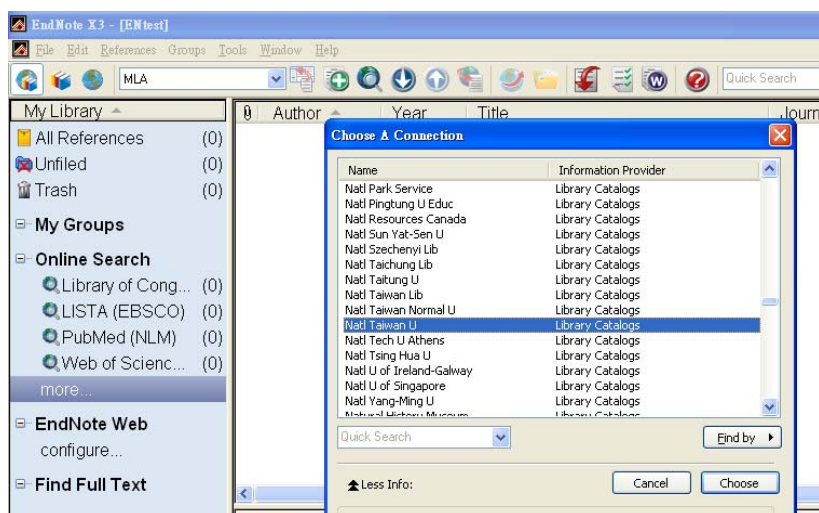 EndNote X3 - [ENtest]
File Edit References Groups Tools Window Help
MLA
Quick Search
My Library
Author Year Title Journ
All References (0)
Unfiled (0)
Trash (0)
My Groups
Online Search
Library of Cong... (0)
LISTA (EBSCO) (0)
PubMed (NLM) (0)
Web of Scienc... (0)
more...
EndNote Web
configure...
Find Full Text
Choose A Connection
Name Information Provider
Natl Park Service Library Catalogs
Natl Pingtung U Educ Library Catalogs
Natl Resources Canada Library Catalogs
Natl Sun Yat-Sen U Library Catalogs
Natl Szechenyi Lib Library Catalogs
Natl Taichung Lib Library Catalogs
Natl Taitung U Library Catalogs
Natl Taiwan Lib Library Catalogs
Natl Taiwan Normal U Library Catalogs
Natl Taiwan U Library Catalogs
Natl Tech U Athens Library Catalogs
Natl Tsing Hua U Library Catalogs
Natl U of Ireland-Galway Library Catalogs
Natl U of Singapore Library Catalogs
Natl Yang-Ming U Library Catalogs
Natural History Museum Library Catalogs
Quick Search
Find by
Less Info:
Cancel Choose